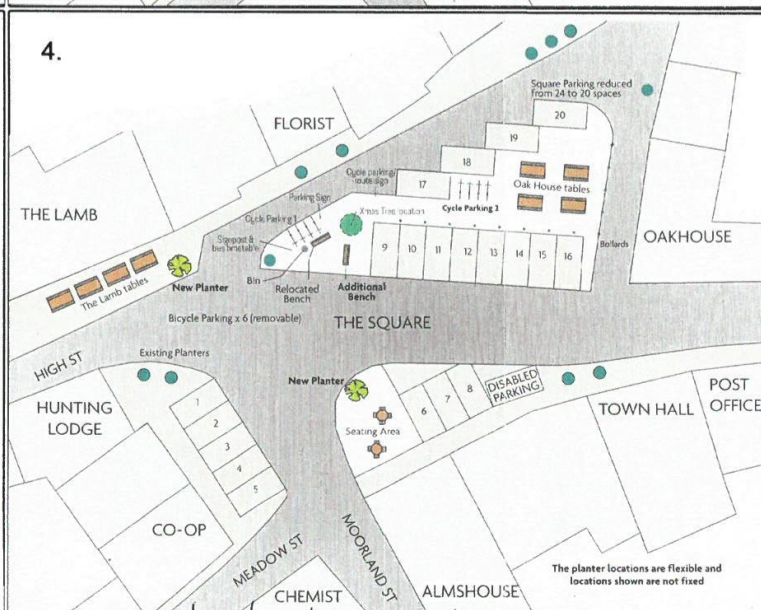 4.
Square Parking reduced
from 24 to 20 spaces
FLORIST
20
19
18
17
Cycle parking/
route sign
Oak House tables
Cycle Parking 2
Parking Sign
Cycle Parking 1
Xmas Tree location
THE LAMB
Signpost &
bus timetable
OAKHOUSE
Bollards
9
10
11
12
13
14
15
16
The Lamb tables
New Planter
Bin
Relocated
Bench
Additional
Bench
Bicycle Parking x 6 (removable)
THE SQUARE
HIGH ST
Existing Planters
New Planter
HUNTING
LODGE
1
2
3
4
5
6
7
8
DISABLED
PARKING
Seating Area
TOWN HALL
POST
OFFICE
CO-OP
MEADOW ST
MOORLAND ST
CHEMIST
ALMSHOUSE
The planter locations are flexible and
locations shown are not fixed